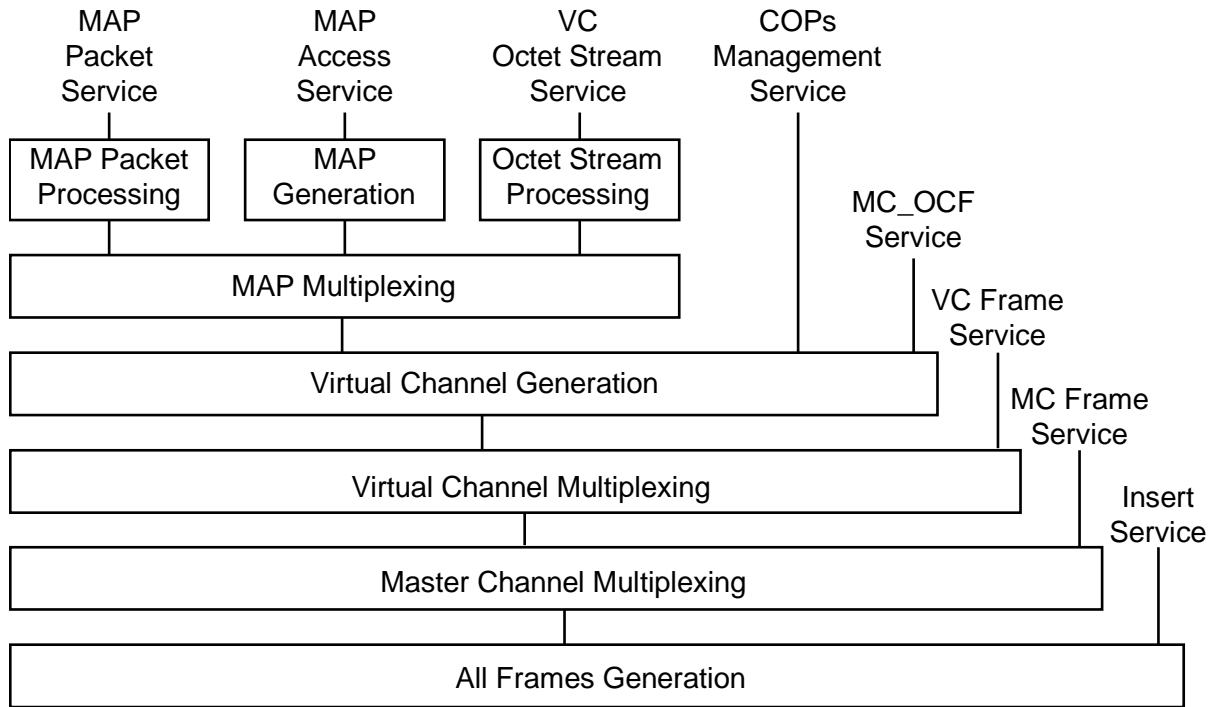 MAP
Packet
Service
MAP
Access
Service
VC
Octet Stream
Service
COPs
Management
Service
MAP Packet
Processing
MAP
Generation
Octet Stream
Processing
MC_OCF
Service
MAP Multiplexing
VC Frame
Service
Virtual Channel Generation
MC Frame
Service
Virtual Channel Multiplexing
Insert
Service
Master Channel Multiplexing
All Frames Generation